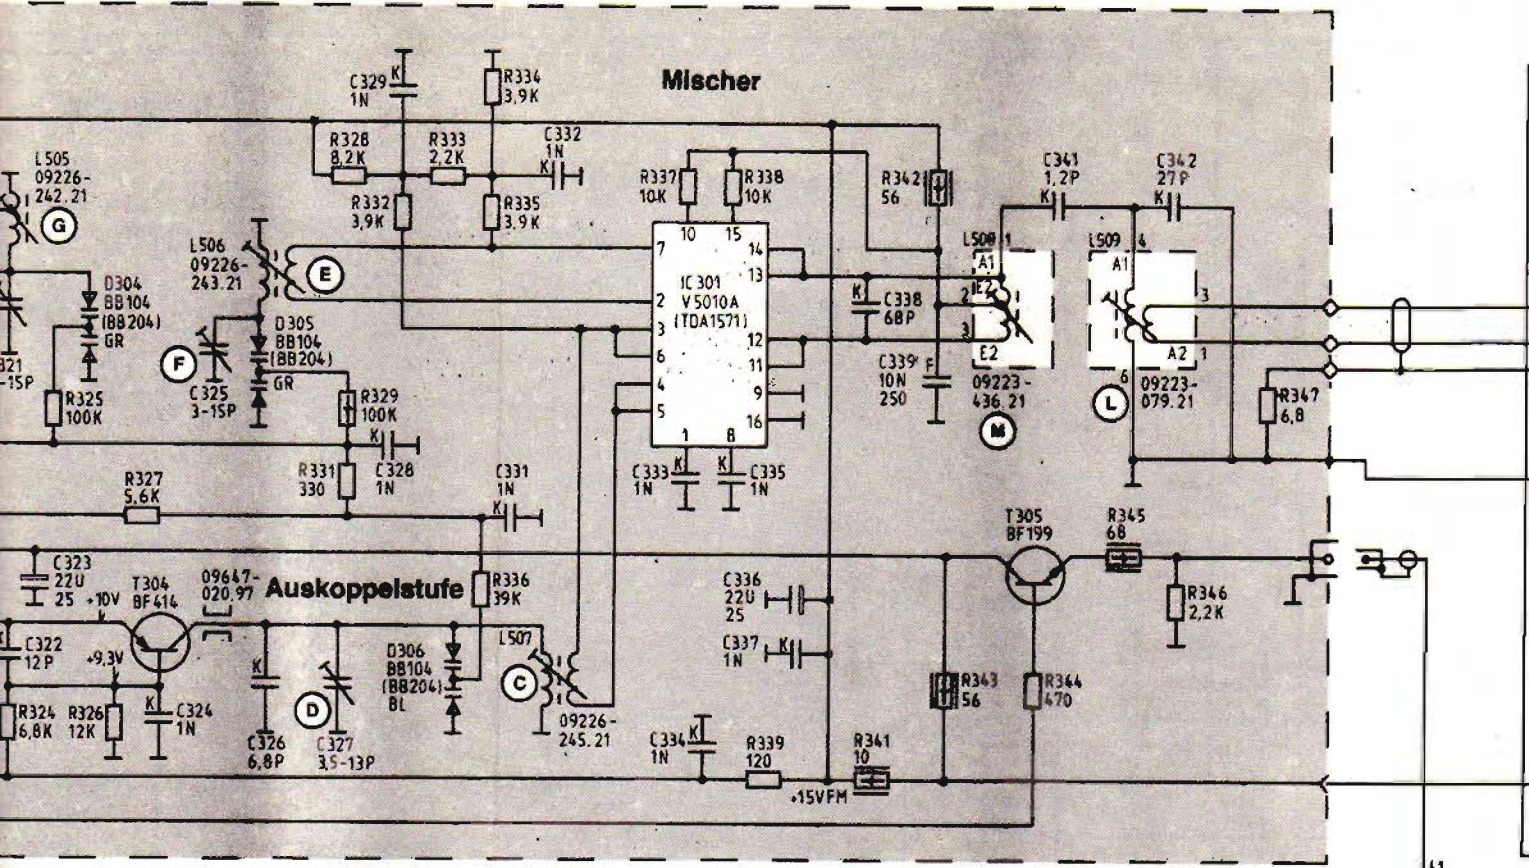 Mischer
C329
1N
R334
3,9K
R328
8,2K
R333
2,2K
C332
1N
L505
09226-
242.21
G
R332
3,9K
R335
3,9K
R337
10K
R338
10K
R342
56
C341
1,2P
C342
27P
K
K
K
K
L506
09226-
243.21
E
10
15
7
14
13
IC301
V5010A
(TDA1571)
2
3
6
4
5
12
11
9
16
1
8
K
C338
68P
L508
1
A1
E2
2
3
E2
L509
4
A1
3
A2
1
6
D304
BB104
(BB204)
GR
D305
BB104
(BB204)
GR
F
C325
3-15P
321
-15P
R325
100K
R329
100K
C339
F
10N
250
09223-
436.21
M
L
09223-
079.21
R347
6,8
R327
5,6K
R331
330
K
C328
1N
C331
1N
K
C333
K
1N
K
C335
1N
T305
BF199
R345
68
C323
22U
25
+10V
T304
BF414
09647-
020.97
Auskoppelstufe
R336
39K
C336
22U
25
R346
2,2K
K
C322
12P
+9,3V
K
D306
BB104
(BB204)
BL
L507
C
C337
K
1N
R324
6,8K
R326
12K
K
C324
1N
C326
6,8P
D
C327
3,5-13P
09226-
245.21
R343
56
R344
470
C334
K
1N
R339
120
R341
10
+15VFM
41